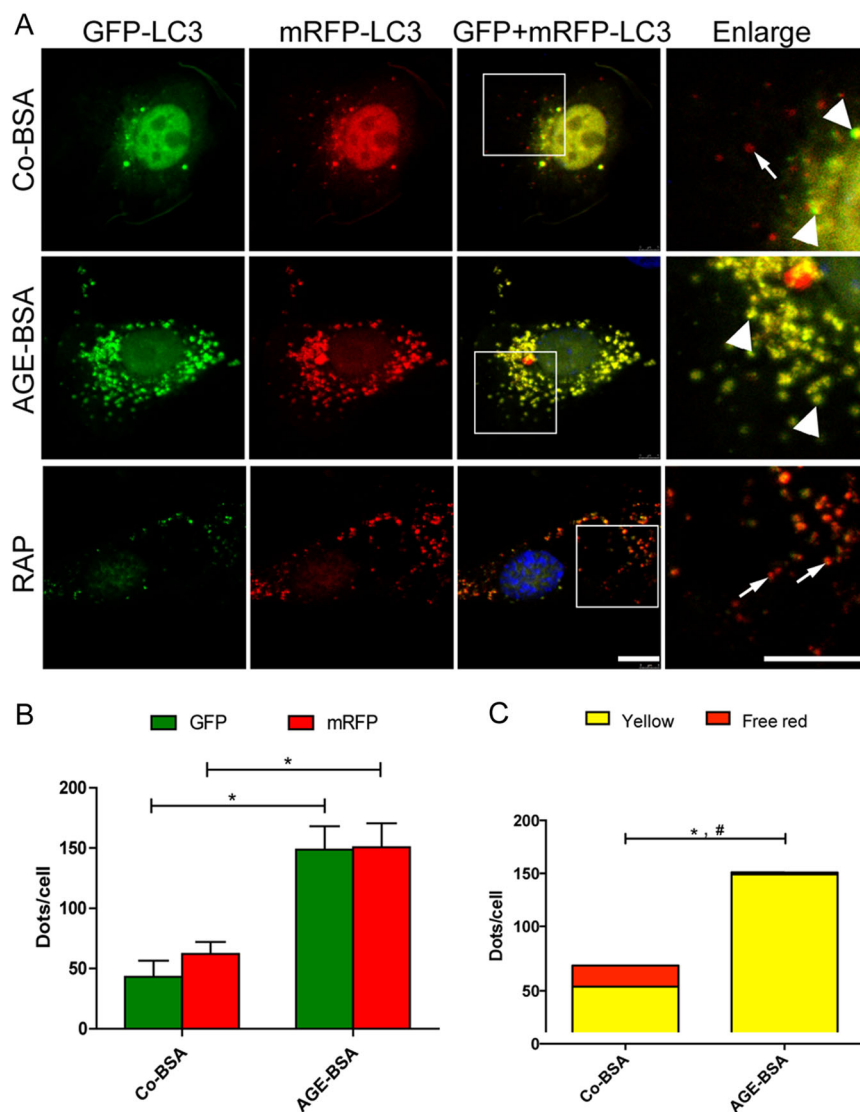 A
GFP-LC3 mRFP-LC3 GFP+mRFP-LC3 Enlarge
Co-BSA
AGE-BSA
RAP
B
GFP mRFP
*
*
200
150
100
50
0
Dots/cell
Co-BSA AGE-BSA
C
Yellow Free red
*, #
200
150
100
50
0
Dots/cell
Co-BSA AGE-BSA